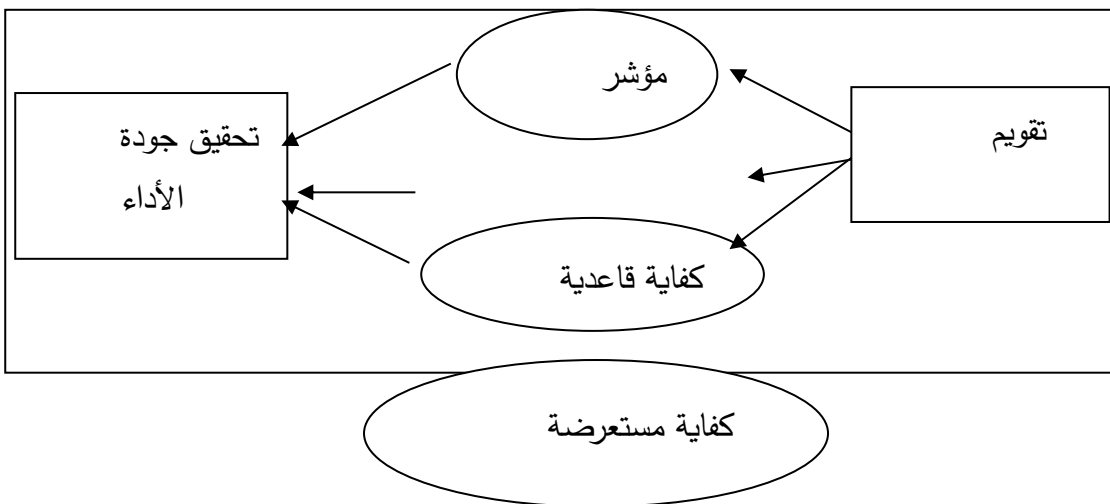 مؤشر
تقويم
تحقيق جودة
الأداء
كفاية قاعدية
كفاية مستعرضة